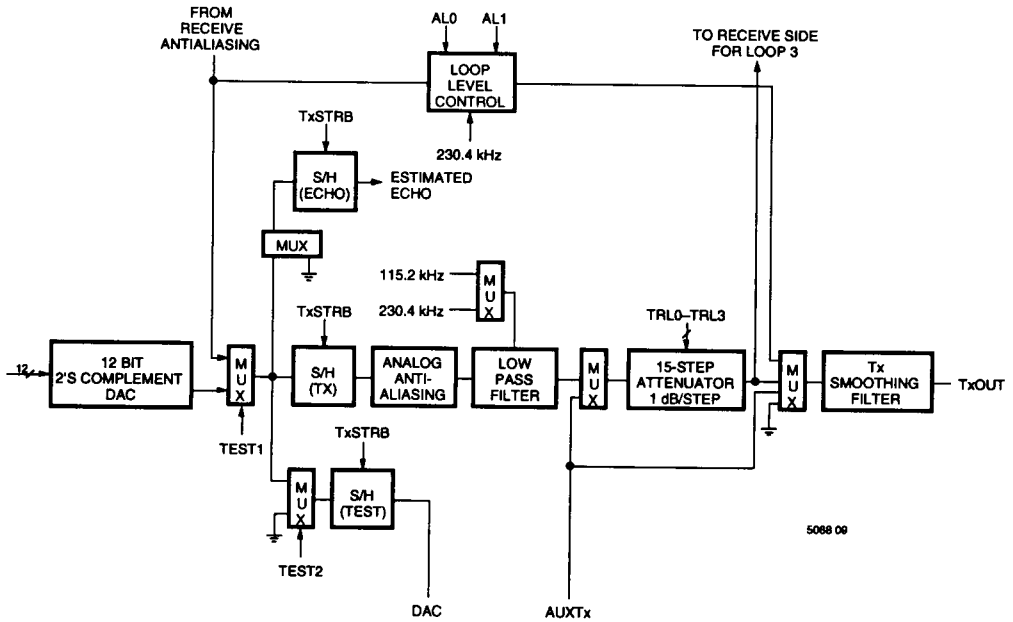 FROM
RECEIVE
ANTIALIASING
AL0
AL1
TO RECEIVE SIDE
FOR LOOP 3
LOOP
LEVEL
CONTROL
TxSTRB
230.4 kHz
S/H
(ECHO)
ESTIMATED
ECHO
MUX
115.2 kHz
230.4 kHz
MUX
TxSTRB
TRL0–TRL3
12
12 BIT
2'S COMPLEMENT
DAC
MUX
S/H
(TX)
ANALOG
ANTI-
ALIASING
LOW
PASS
FILTER
MUX
15-STEP
ATTENUATOR
1 dB/STEP
MUX
Tx
SMOOTHING
FILTER
TxOUT
TEST1
TxSTRB
MUX
S/H
(TEST)
TEST2
5068 09
DAC
AUXTx